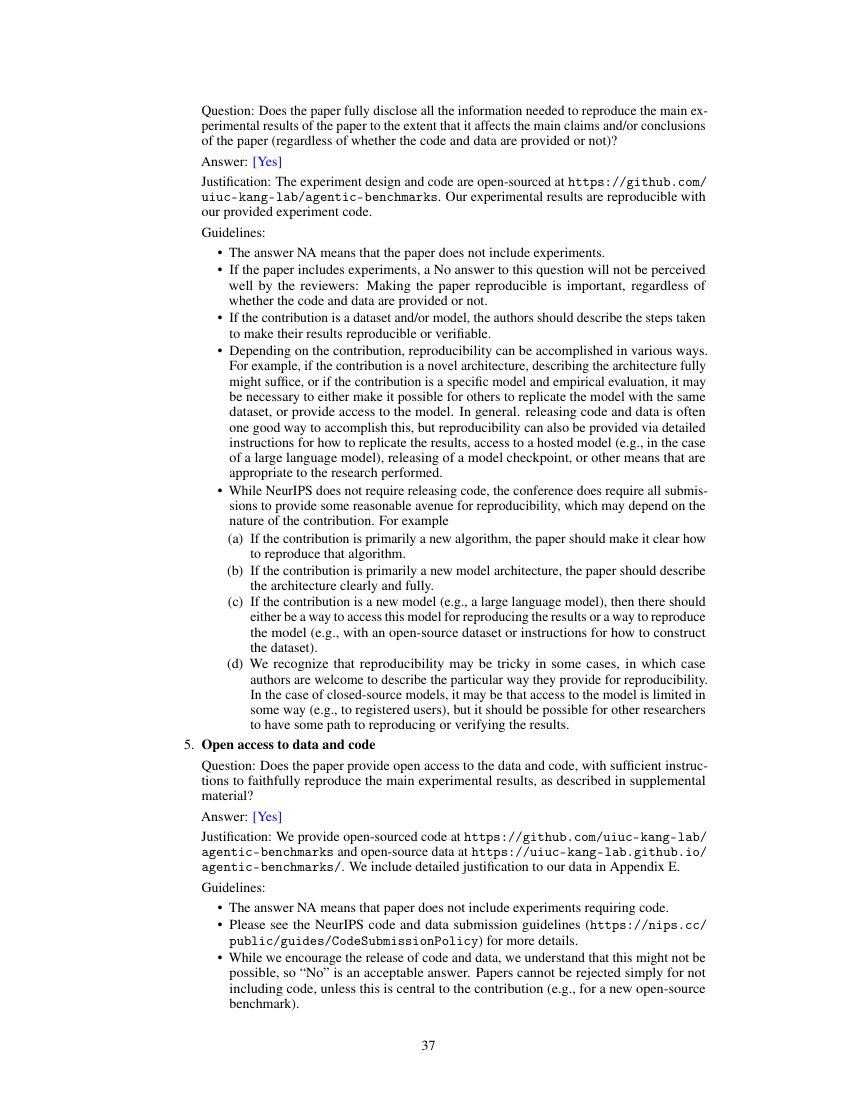 Question: Does the paper fully disclose all the information needed to reproduce the main ex-
perimental results of the paper to the extent that it affects the main claims and/or conclusions
of the paper (regardless of whether the code and data are provided or not)?
Answer: [Yes]
Justification: The experiment design and code are open-sourced at https://github.com/
uiuc-kang-lab/agentic-benchmarks. Our experimental results are reproducible with
our provided experiment code.
Guidelines:
• The answer NA means that the paper does not include experiments.
• If the paper includes experiments, a No answer to this question will not be perceived
well by the reviewers: Making the paper reproducible is important, regardless of
whether the code and data are provided or not.
• If the contribution is a dataset and/or model, the authors should describe the steps taken
to make their results reproducible or verifiable.
• Depending on the contribution, reproducibility can be accomplished in various ways.
For example, if the contribution is a novel architecture, describing the architecture fully
might suffice, or if the contribution is a specific model and empirical evaluation, it may
be necessary to either make it possible for others to replicate the model with the same
dataset, or provide access to the model. In general. releasing code and data is often
one good way to accomplish this, but reproducibility can also be provided via detailed
instructions for how to replicate the results, access to a hosted model (e.g., in the case
of a large language model), releasing of a model checkpoint, or other means that are
appropriate to the research performed.
• While NeurIPS does not require releasing code, the conference does require all submis-
sions to provide some reasonable avenue for reproducibility, which may depend on the
nature of the contribution. For example
(a) If the contribution is primarily a new algorithm, the paper should make it clear how
to reproduce that algorithm.
(b) If the contribution is primarily a new model architecture, the paper should describe
the architecture clearly and fully.
(c) If the contribution is a new model (e.g., a large language model), then there should
either be a way to access this model for reproducing the results or a way to reproduce
the model (e.g., with an open-source dataset or instructions for how to construct
the dataset).
(d) We recognize that reproducibility may be tricky in some cases, in which case
authors are welcome to describe the particular way they provide for reproducibility.
In the case of closed-source models, it may be that access to the model is limited in
some way (e.g., to registered users), but it should be possible for other researchers
to have some path to reproducing or verifying the results.
5. Open access to data and code
Question: Does the paper provide open access to the data and code, with sufficient instruc-
tions to faithfully reproduce the main experimental results, as described in supplemental
material?
Answer: [Yes]
Justification: We provide open-sourced code at https://github.com/uiuc-kang-lab/
agentic-benchmarks and open-source data at https://uiuc-kang-lab.github.io/
agentic-benchmarks/. We include detailed justification to our data in Appendix E.
Guidelines:
• The answer NA means that paper does not include experiments requiring code.
• Please see the NeurIPS code and data submission guidelines (https://nips.cc/
public/guides/CodeSubmissionPolicy) for more details.
• While we encourage the release of code and data, we understand that this might not be
possible, so “No” is an acceptable answer. Papers cannot be rejected simply for not
including code, unless this is central to the contribution (e.g., for a new open-source
benchmark).
37